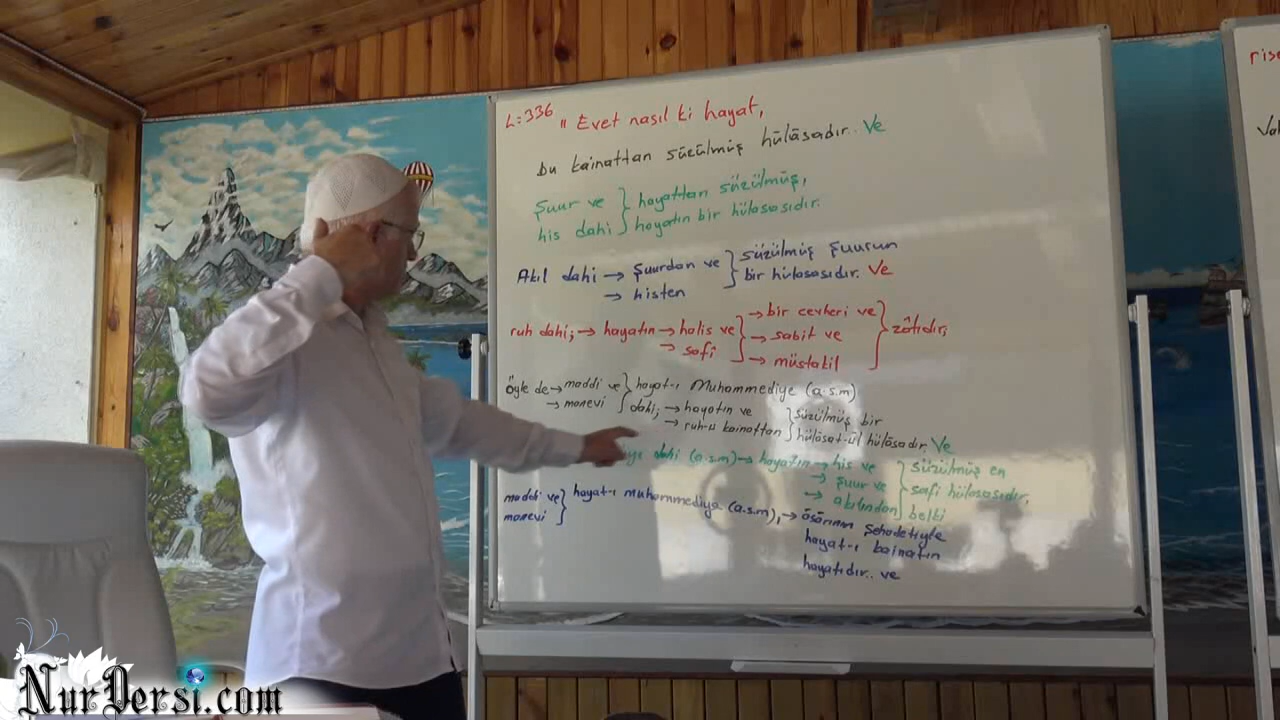 L:336 " Evet nasıl ki hayat,
bu kainattan süzülmüş hülâsadır.. Ve
Şuur ve } hayattan süzülmüş,
his dahi } hayatın bir hülasasıdır.
Akıl dahi → şuurdan ve } süzülmüş şuurun
→ histen } bir hülasasıdır. Ve
ruh dahi; → hayatın → halis ve } → bir cevheri ve } zâtıdır,
→ safî } → sabit ve
→ müstakil
öyle de → maddi ve } hayat-ı Muhammediye (a.s.m)
→ manevi } dahi; → hayatın ve } süzülmüş bir
→ ruh-u kainattan } hülâsat-ül hülâsadır, Ve
dahi (a.s.m) → hayatın → his ve } süzülmüş en
→ şuur ve } safi hülasasıdır,
→ aklından } belki
maddi ve } hayat-ı muhammediye (a.s.m), → âsârının şehadetiyle
manevi } hayat-ı kainatın
hayatıdır.. ve
NurDersi.com